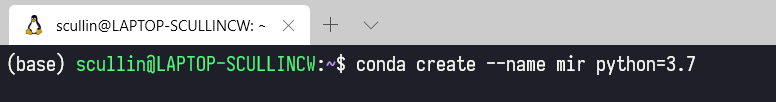 scullin@LAPTOP-SCULLINCW: ~
(base) scullin@LAPTOP-SCULLINCW:~$ conda create --name mir python=3.7